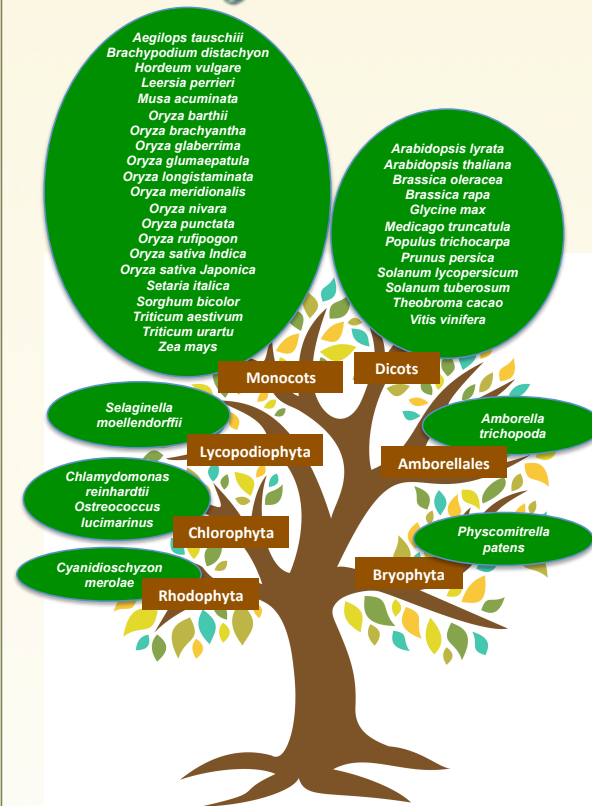 Aegilops tauschiii
Brachypodium distachyon
Hordeum vulgare
Leersia perrieri
Musa acuminata
Oryza barthii
Oryza brachyantha
Oryza glaberrima
Oryza glumaepatula
Oryza longistaminata
Oryza meridionalis
Oryza nivara
Oryza punctata
Oryza rufipogon
Oryza sativa Indica
Oryza sativa Japonica
Setaria italica
Sorghum bicolor
Triticum aestivum
Triticum urartu
Zea mays
Arabidopsis lyrata
Arabidopsis thaliana
Brassica oleracea
Brassica rapa
Glycine max
Medicago truncatula
Populus trichocarpa
Prunus persica
Solanum lycopersicum
Solanum tuberosum
Theobroma cacao
Vitis vinifera
Monocots
Dicots
Selaginella
moellendorffii
Lycopodiophyta
Amborella
trichopoda
Amborellales
Chlamydomonas
reinhardtii
Ostreococcus
lucimarinus
Chlorophyta
Physcomitrella
patens
Bryophyta
Cyanidioschyzon
merolae
Rhodophyta